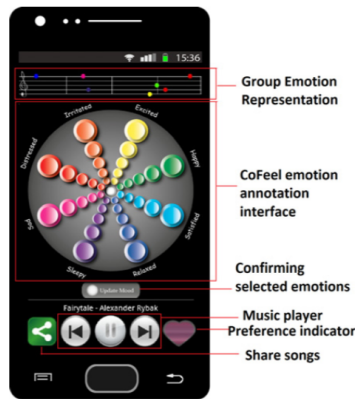 15:36
Group Emotion
Representation
Irritated
Excited
Distressed
Happy
CoFeel emotion
annotation
interface
Sad
Satisfied
Sleepy
Relaxed
Confirming
selected emotions
Update Mood
Fairytale - Alexander Rybak
Music player
Preference indicator
Share songs